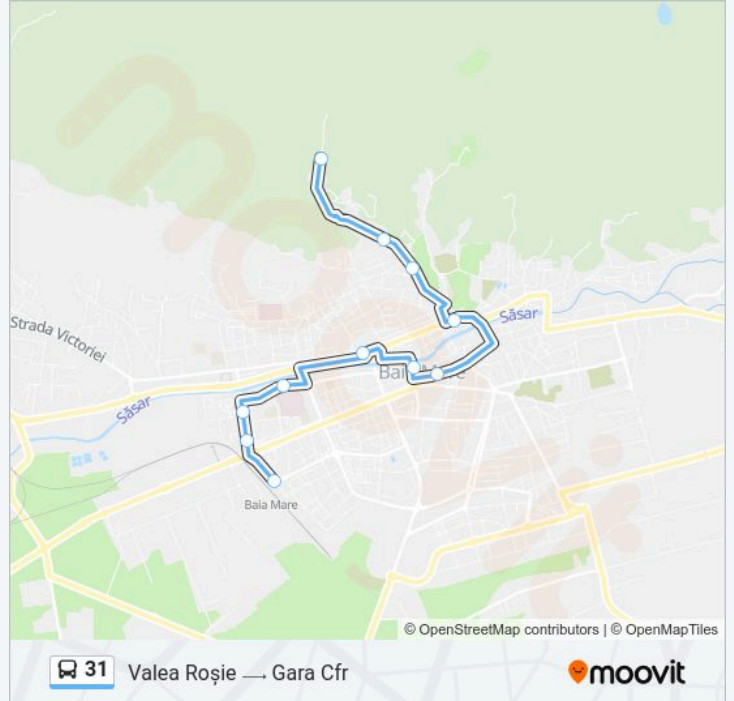 Strada Victoriei
Săsar
Baia Mare
Săsar
Baia Mare
© OpenStreetMap contributors | © OpenMapTiles
31 Valea Roșie → Gara Cfr
moovit